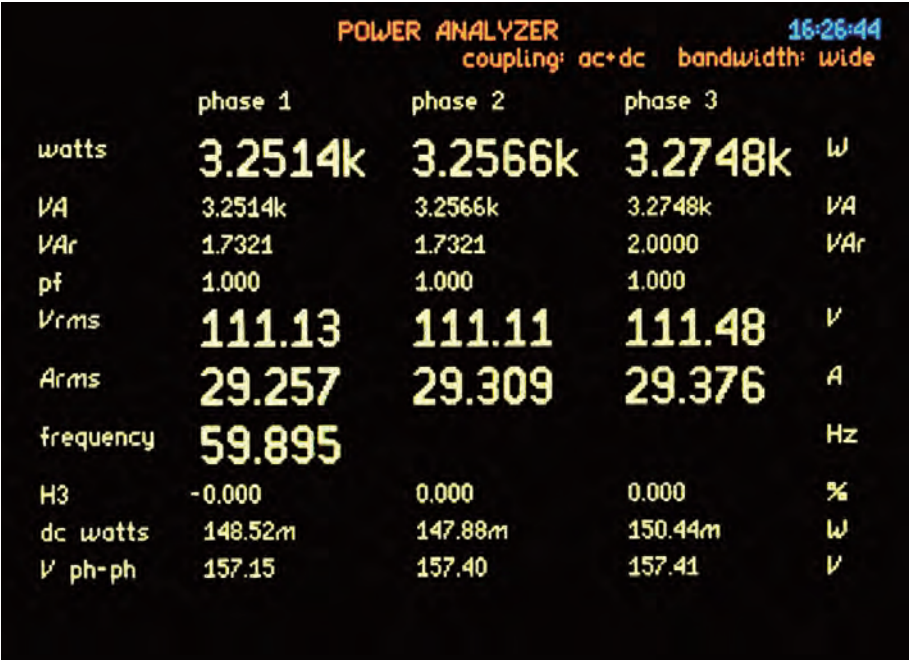 POWER ANALYZER 16:26:44
coupling: ac+dc bandwidth: wide
phase 1 phase 2 phase 3
watts 3.2514k 3.2566k 3.2748k W
VA 3.2514k 3.2566k 3.2748k VA
VAr 1.7321 1.7321 2.0000 VAr
pf 1.000 1.000 1.000
Vrms 111.13 111.11 111.48 V
Arms 29.257 29.309 29.376 A
frequency 59.895 Hz
H3 -0.000 0.000 0.000 %
dc watts 148.52m 147.88m 150.44m W
V ph-ph 157.15 157.40 157.41 V